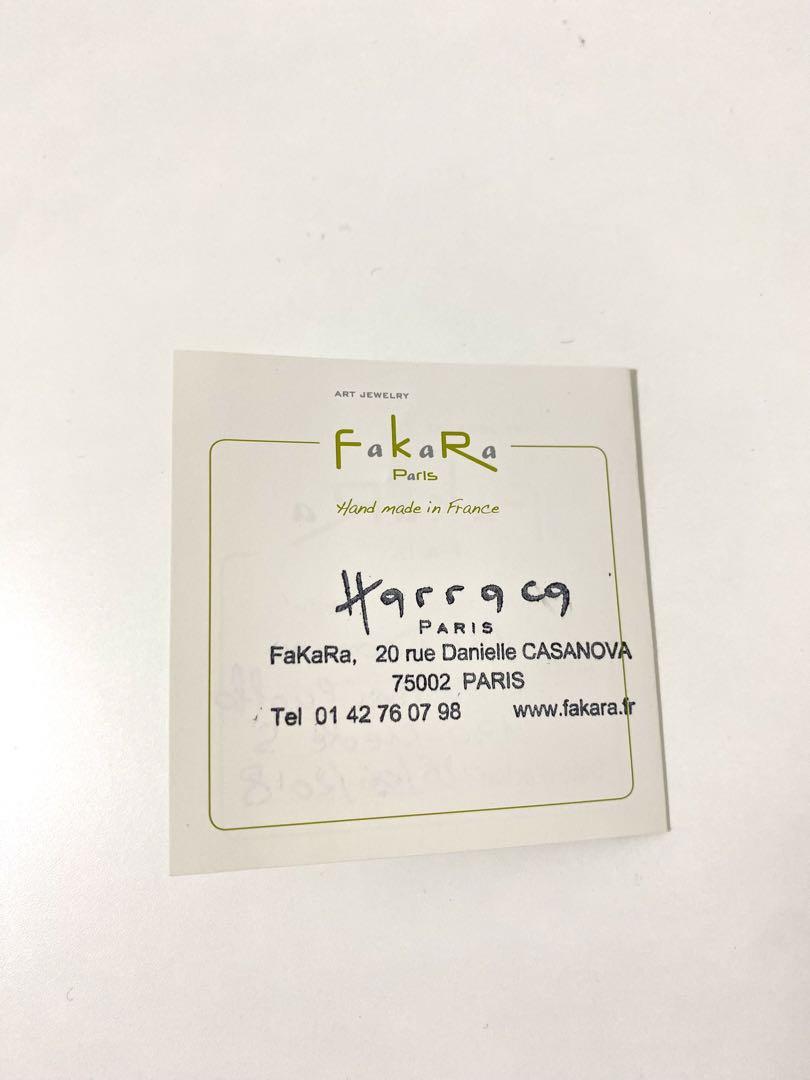 ART JEWELRY
FaKaRa
Paris
Hand made in France
Harraca
PARIS
FaKaRa, 20 rue Danielle CASANOVA
75002 PARIS
Tel 01 42 76 07 98 www.fakara.fr